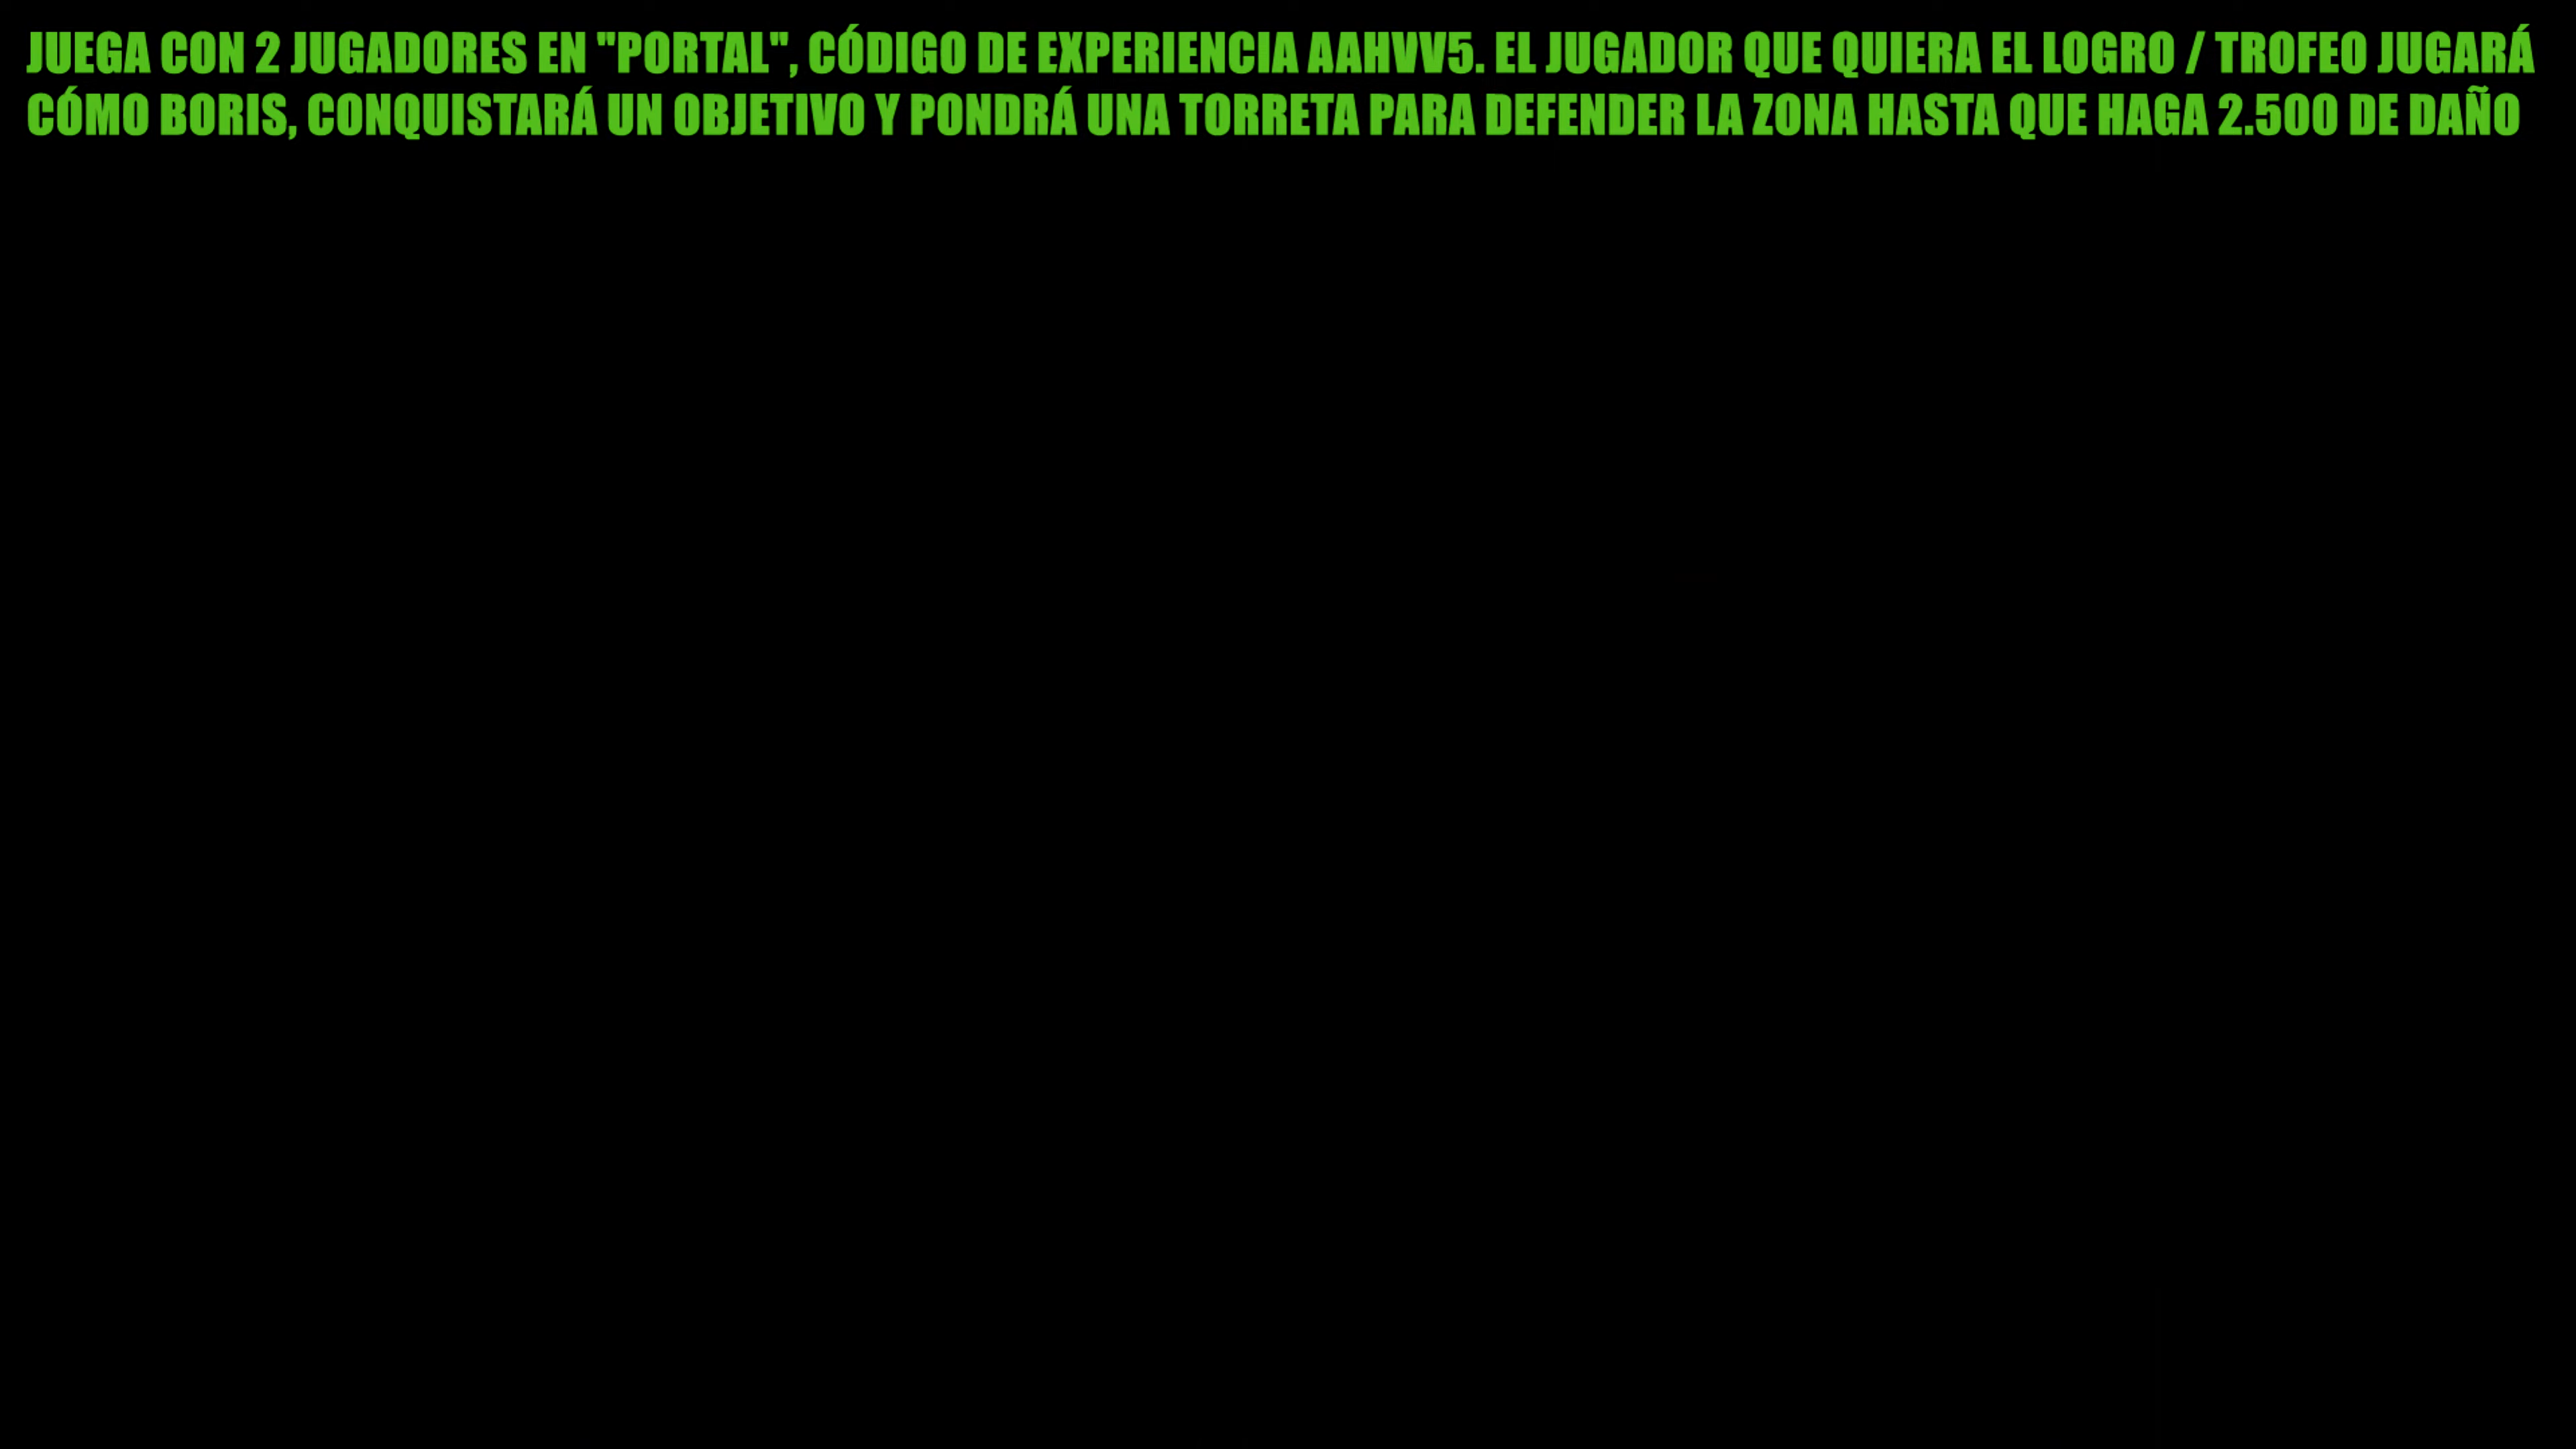 JUEGA CON 2 JUGADORES EN "PORTAL", CÓDIGO DE EXPERIENCIA AAHVV5. EL JUGADOR QUE QUIERA EL LOGRO / TROFEO JUGARÁ
CÓMO BORIS, CONQUISTARÁ UN OBJETIVO Y PONDRÁ UNA TORRETA PARA DEFENDER LA ZONA HASTA QUE HAGA 2.500 DE DAÑO